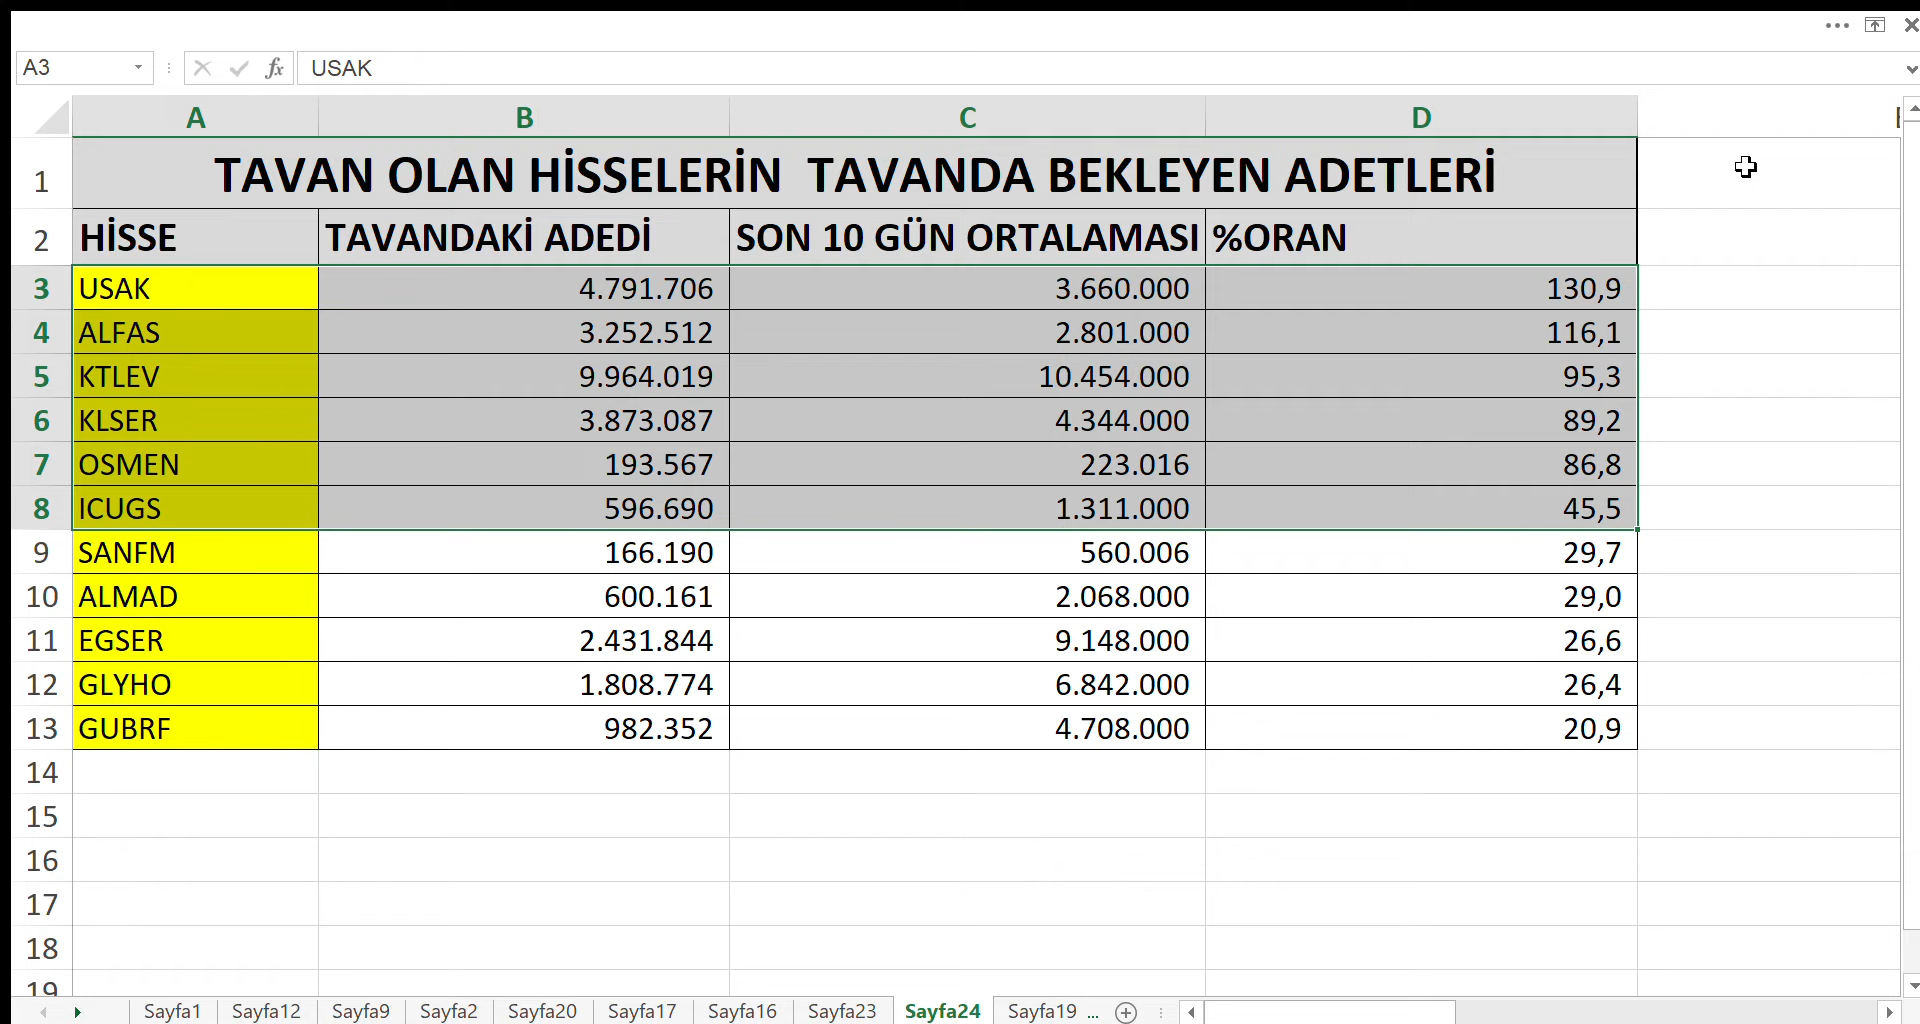 A3 USAK
A B C D
1 TAVAN OLAN HİSSELERİN TAVANDA BEKLEYEN ADETLERİ
2 HİSSE TAVANDAKİ ADEDİ SON 10 GÜN ORTALAMASI %ORAN
3 USAK 4.791.706 3.660.000 130,9
4 ALFAS 3.252.512 2.801.000 116,1
5 KTLEV 9.964.019 10.454.000 95,3
6 KLSER 3.873.087 4.344.000 89,2
7 OSMEN 193.567 223.016 86,8
8 ICUGS 596.690 1.311.000 45,5
9 SANFM 166.190 560.006 29,7
10 ALMAD 600.161 2.068.000 29,0
11 EGSER 2.431.844 9.148.000 26,6
12 GLYHO 1.808.774 6.842.000 26,4
13 GUBRF 982.352 4.708.000 20,9
14
15
16
17
18
19
Sayfa1 Sayfa12 Sayfa9 Sayfa2 Sayfa20 Sayfa17 Sayfa16 Sayfa23 Sayfa24 Sayfa19 ...